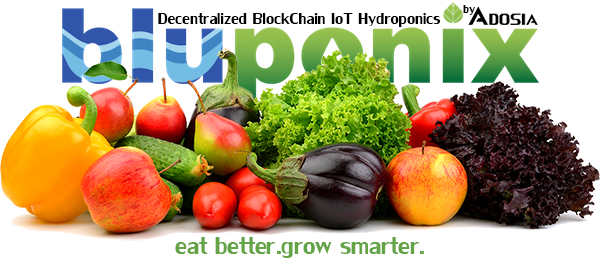 Decentralized BlockChain IoT Hydroponics by ADOSIA
bluponix
eat better.grow smarter.